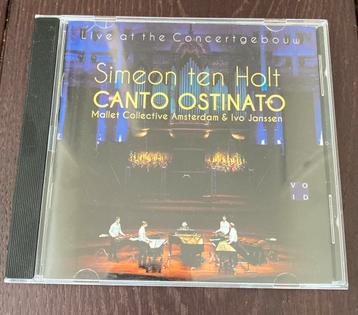 Live at the Concertgebouw
Simeon ten Holt
CANTO OSTINATO
Mallet Collective Amsterdam & Ivo Janssen
VO
ID